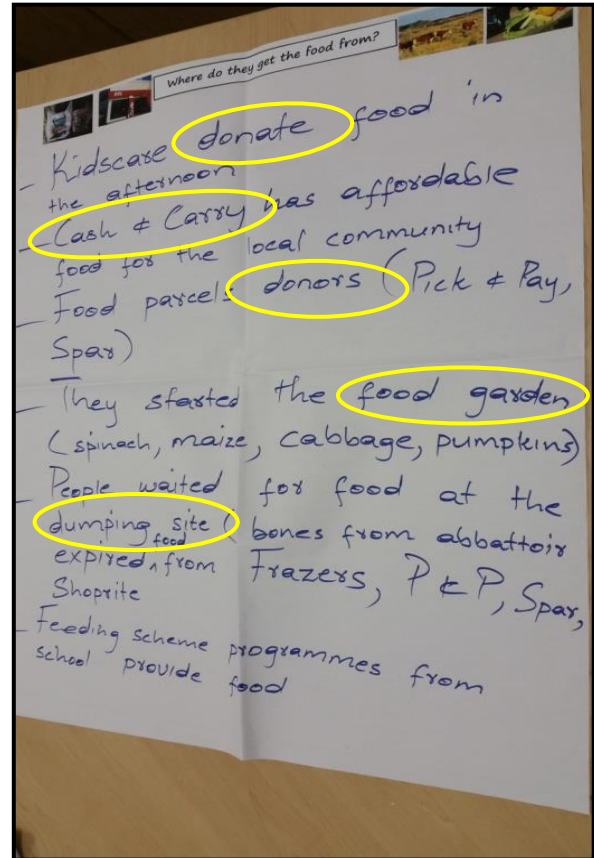 Where do they get the food from?
- Kidscare donate food in
the afternoon
- Cash & Carry has affordable
food for the local community
- Food parcels donors (Pick & Pay,
Spar)
- They started the food garden
(spinach, maize, cabbage, pumpkins)
- People waited for food at the
dumping site ( bones from abbattoir
expired food from Frazers, P & P, Spar,
Shoprite
- Feeding scheme programmes from
school provide food